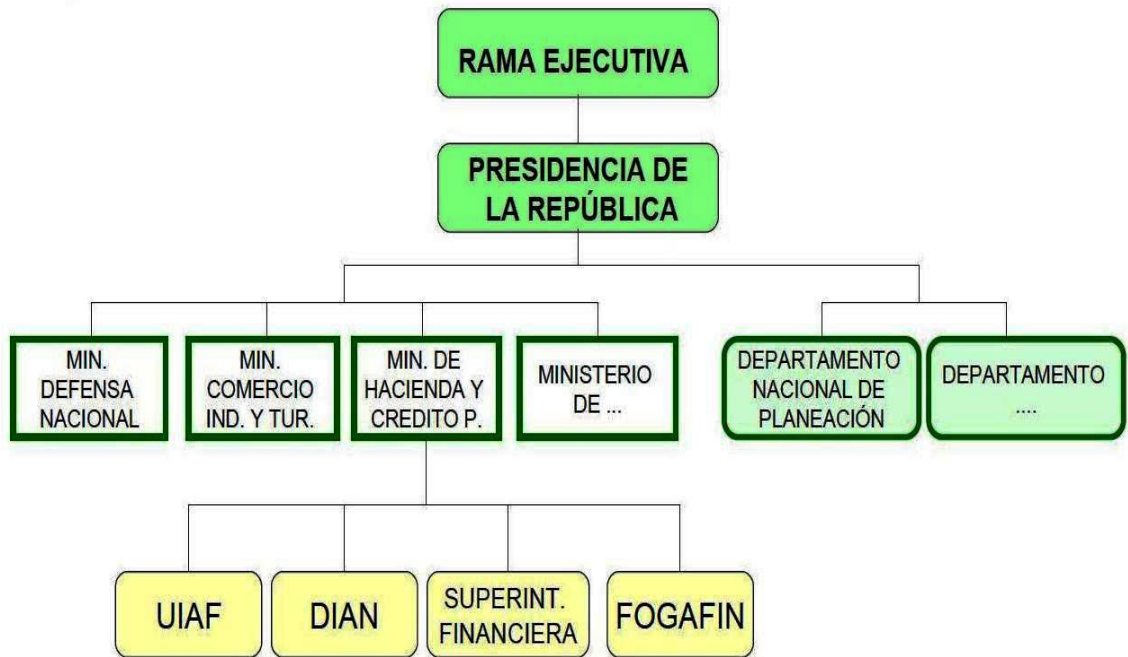 RAMA EJECUTIVA
PRESIDENCIA DE
LA REPÚBLICA
MIN.
DEFENSA
NACIONAL
MIN.
COMERCIO
IND. Y TUR.
MIN. DE
HACIENDA Y
CREDITO P.
MINISTERIO
DE ...
DEPARTAMENTO
NACIONAL DE
PLANEACIÓN
DEPARTAMENTO
....
UIAF
DIAN
SUPERINT.
FINANCIERA
FOGAFIN